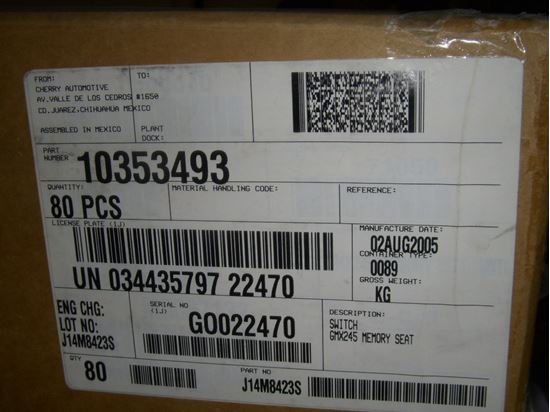 FROM:
CHERRY AUTOMOTIVE
AV.VALLE DE LOS CEDROS #1650
CD.JUAREZ,CHIHUAHUA MEXICO
ASSEMBLED IN MEXICO
TO:
PLANT
DOCK:
PART
NUMBER 10353493
QUANTITY:
80 PCS
MATERIAL HANDLING CODE:
REFERENCE:
LICENSE PLATE (1J)
UN 034435797 22470
MANUFACTURE DATE:
02AUG2005
CONTAINER TYPE:
0089
GROSS WEIGHT:
KG
ENG CHG:
LOT NO:
J14M8423S
SERIAL NO
(1J) GO022470
DESCRIPTION:
SWITCH
GMX245 MEMORY SEAT
QTY
80
PART NO
J14M8423S